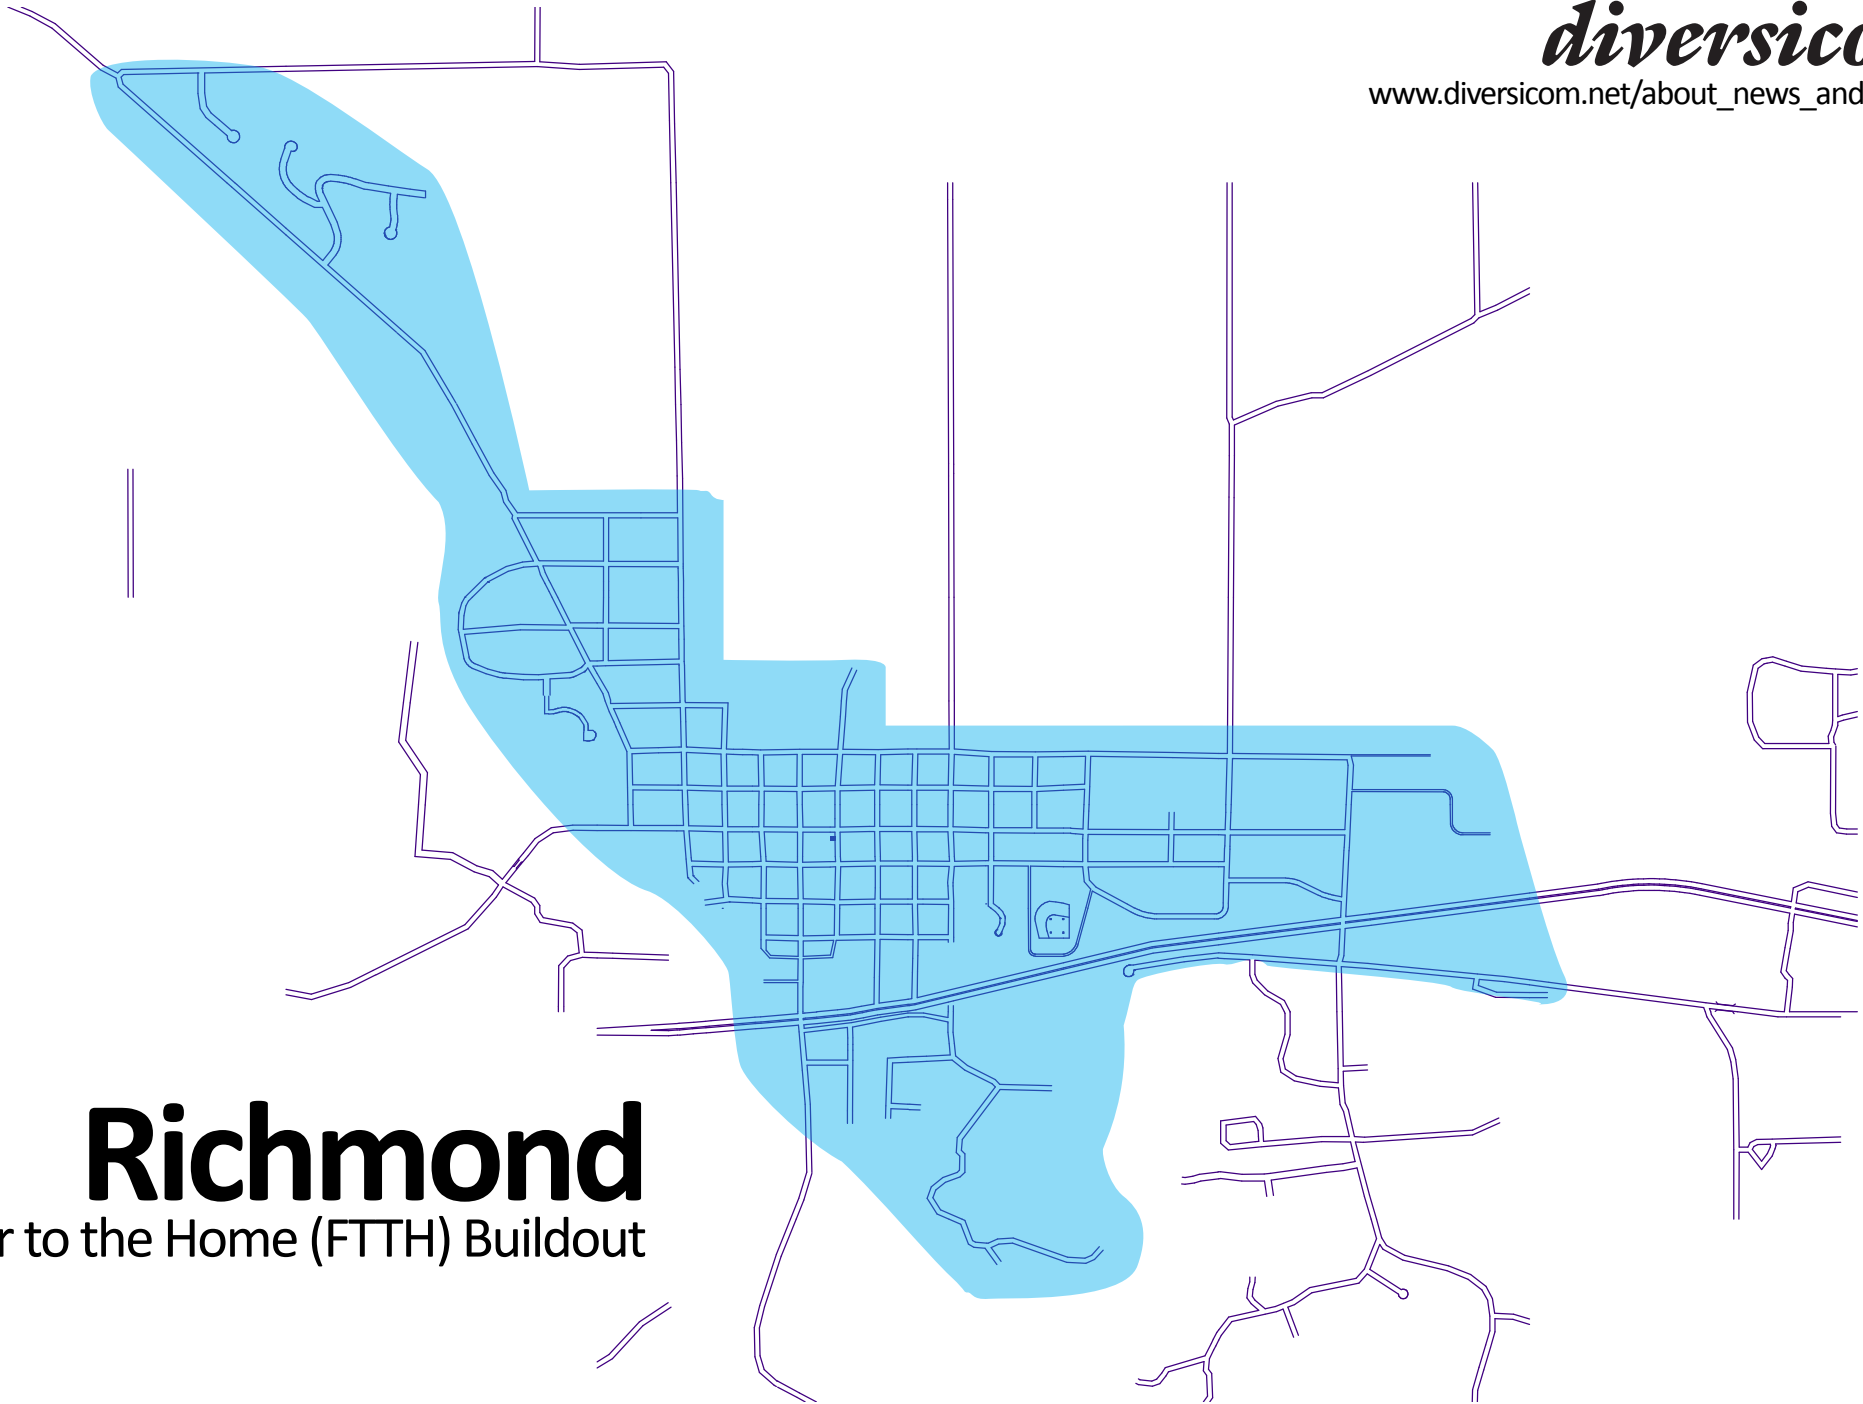 diversico
www.diversicom.net/about_news_and
Richmond
r to the Home (FTTH) Buildout